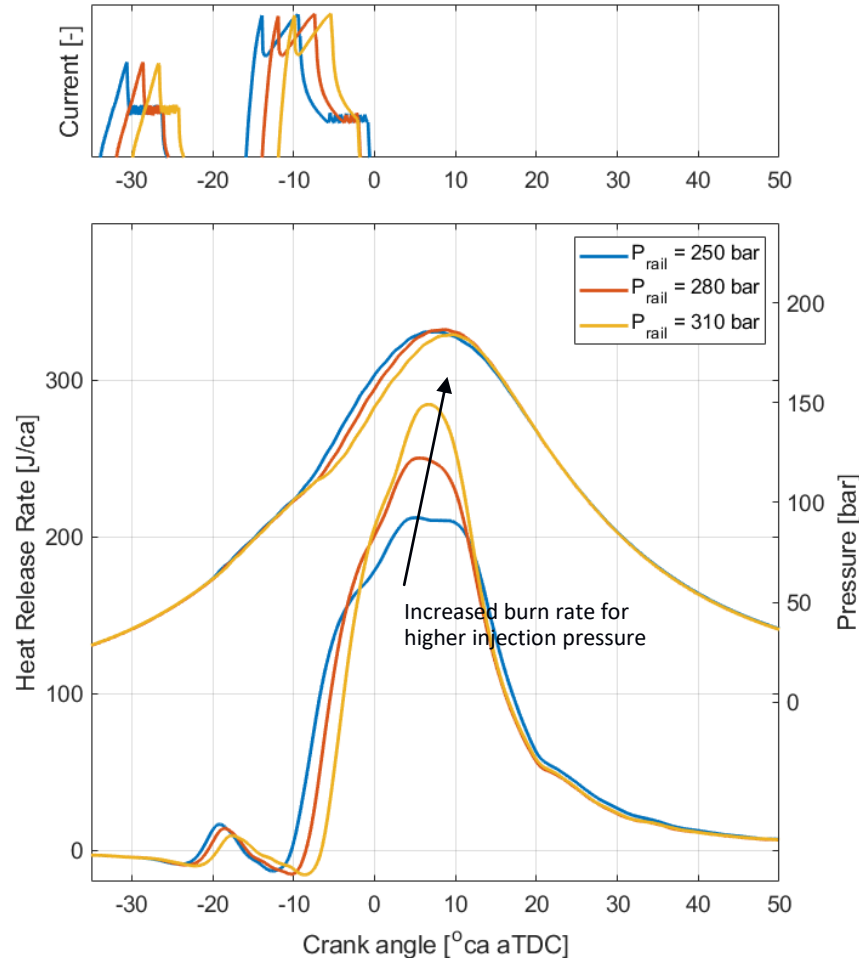 Current [-]
-30 -20 -10 0 10 20 30 40 50
P_rail = 250 bar
P_rail = 280 bar
P_rail = 310 bar
Heat Release Rate [J/ca]
300
200
100
0
200
150
100
50
0
Pressure [bar]
Increased burn rate for
higher injection pressure
-30 -20 -10 0 10 20 30 40 50
Crank angle [°ca aTDC]